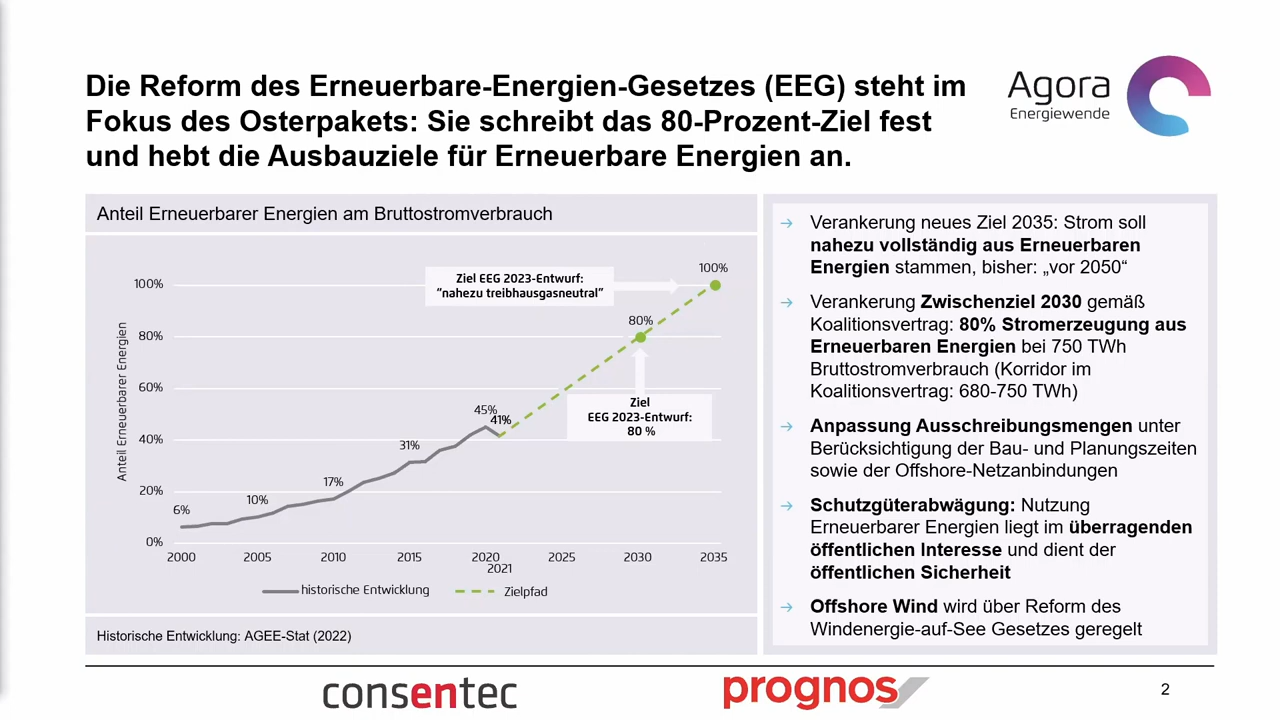 Die Reform des Erneuerbare-Energien-Gesetzes (EEG) steht im
Fokus des Osterpakets: Sie schreibt das 80-Prozent-Ziel fest
und hebt die Ausbauziele für Erneuerbare Energien an.
Agora
Energiewende
Anteil Erneuerbarer Energien am Bruttostromverbrauch
Anteil Erneuerbarer Energien
100%
80%
60%
40%
20%
0%
6%
10%
17%
31%
45%
41%
80%
100%
Ziel EEG 2023-Entwurf:
"nahezu treibhausgasneutral"
Ziel
EEG 2023-Entwurf:
80 %
2000
2005
2010
2015
2020
2021
2025
2030
2035
historische Entwicklung
Zielpfad
Historische Entwicklung: AGEE-Stat (2022)
→ Verankerung neues Ziel 2035: Strom soll
nahezu vollständig aus Erneuerbaren
Energien stammen, bisher: „vor 2050“
→ Verankerung Zwischenziel 2030 gemäß
Koalitionsvertrag: 80% Stromerzeugung aus
Erneuerbaren Energien bei 750 TWh
Bruttostromverbrauch (Korridor im
Koalitionsvertrag: 680-750 TWh)
→ Anpassung Ausschreibungsmengen unter
Berücksichtigung der Bau- und Planungszeiten
sowie der Offshore-Netzanbindungen
→ Schutzgüterabwägung: Nutzung
Erneuerbarer Energien liegt im überragenden
öffentlichen Interesse und dient der
öffentlichen Sicherheit
→ Offshore Wind wird über Reform des
Windenergie-auf-See Gesetzes geregelt
consentec
prognos
2